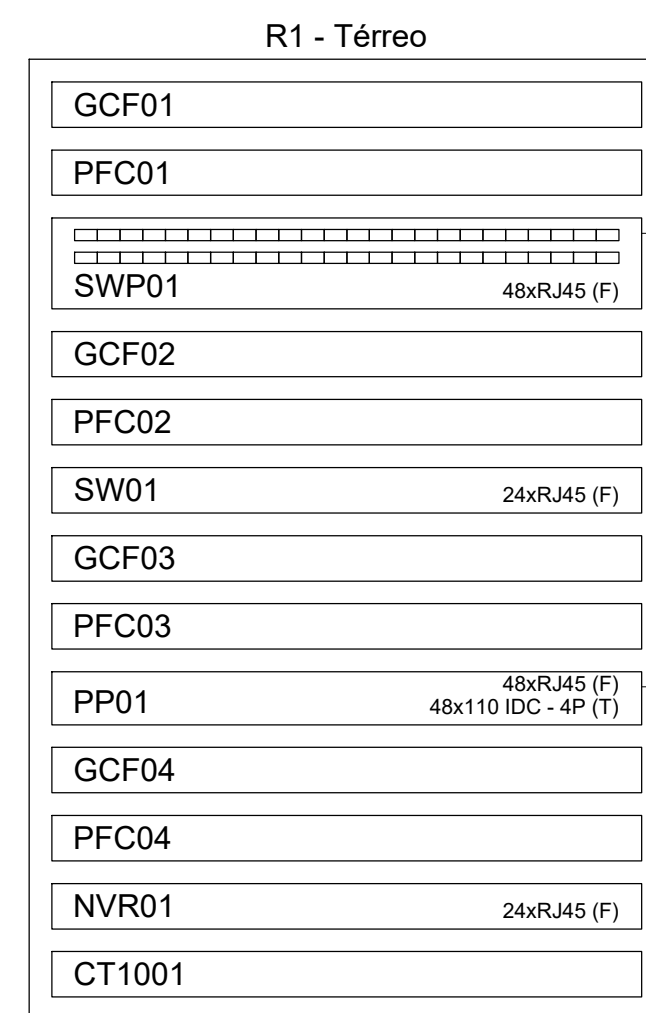 R1 - Térreo
GCF01
PFC01
SWP01 48xRJ45 (F)
GCF02
PFC02
SW01 24xRJ45 (F)
GCF03
PFC03
48xRJ45 (F)
PP01 48x110 IDC - 4P (T)
GCF04
PFC04
NVR01 24xRJ45 (F)
CT1001